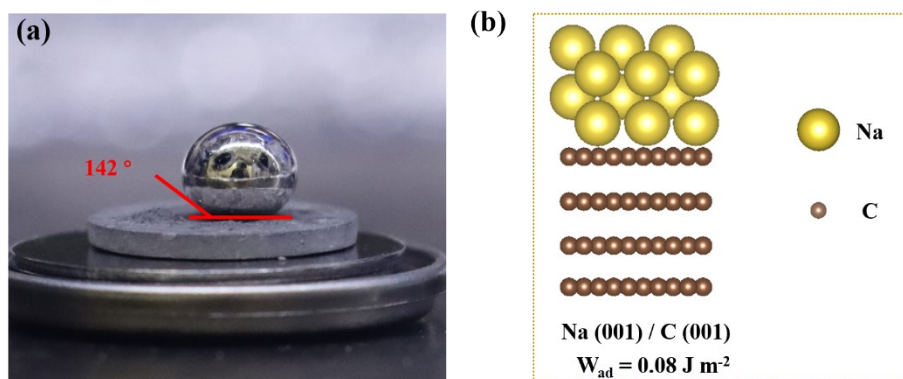 (a)
142 °
(b)
Na
C
Na (001) / C (001)
W_ad = 0.08 J m⁻²